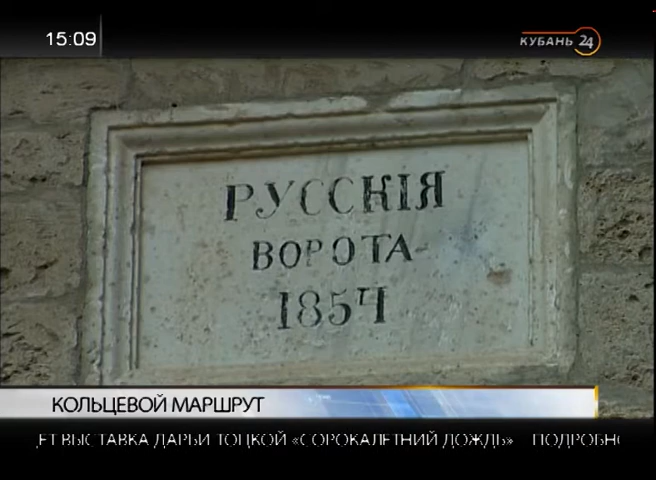 15:09
КУБАНЬ 24
РУССКІЯ
ВОРОТА
1854
КОЛЬЦЕВОЙ МАРШРУТ
ВЫСТАВКА ДАРЬИ ТОЦКОЙ «СОРОКАЛЕТНИЙ ДОЖДЬ»